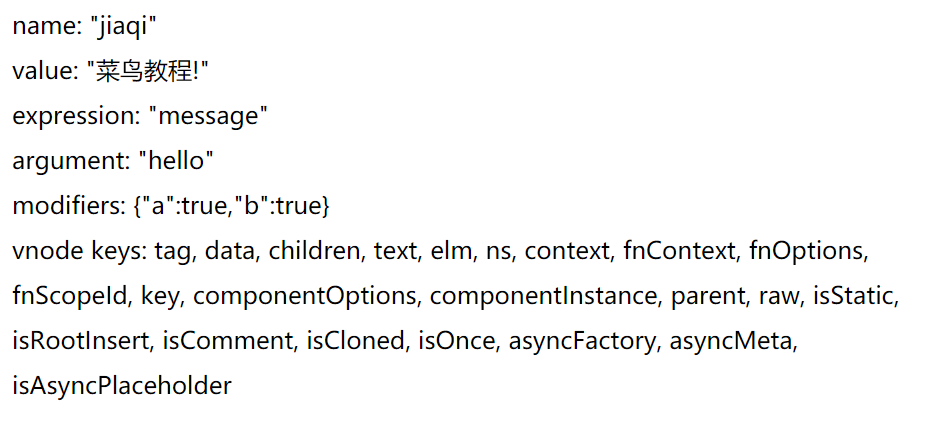 name: "jiaqi"
value: "菜鸟教程!"
expression: "message"
argument: "hello"
modifiers: {"a":true,"b":true}
vnode keys: tag, data, children, text, elm, ns, context, fnContext, fnOptions,
fnScopeId, key, componentOptions, componentInstance, parent, raw, isStatic,
isRootInsert, isComment, isCloned, isOnce, asyncFactory, asyncMeta,
isAsyncPlaceholder